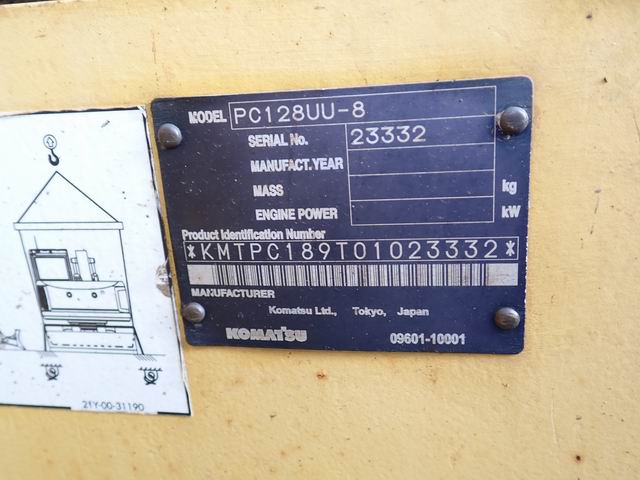 MODEL PC128UU-8
SERIAL No. 23332
MANUFACT.YEAR
MASS kg
ENGINE POWER kW
Product Identification Number
*KMTPC189T01023332*
MANUFACTURER
Komatsu Ltd., Tokyo, Japan
KOMATSU 09601-10001
21Y-00-31190